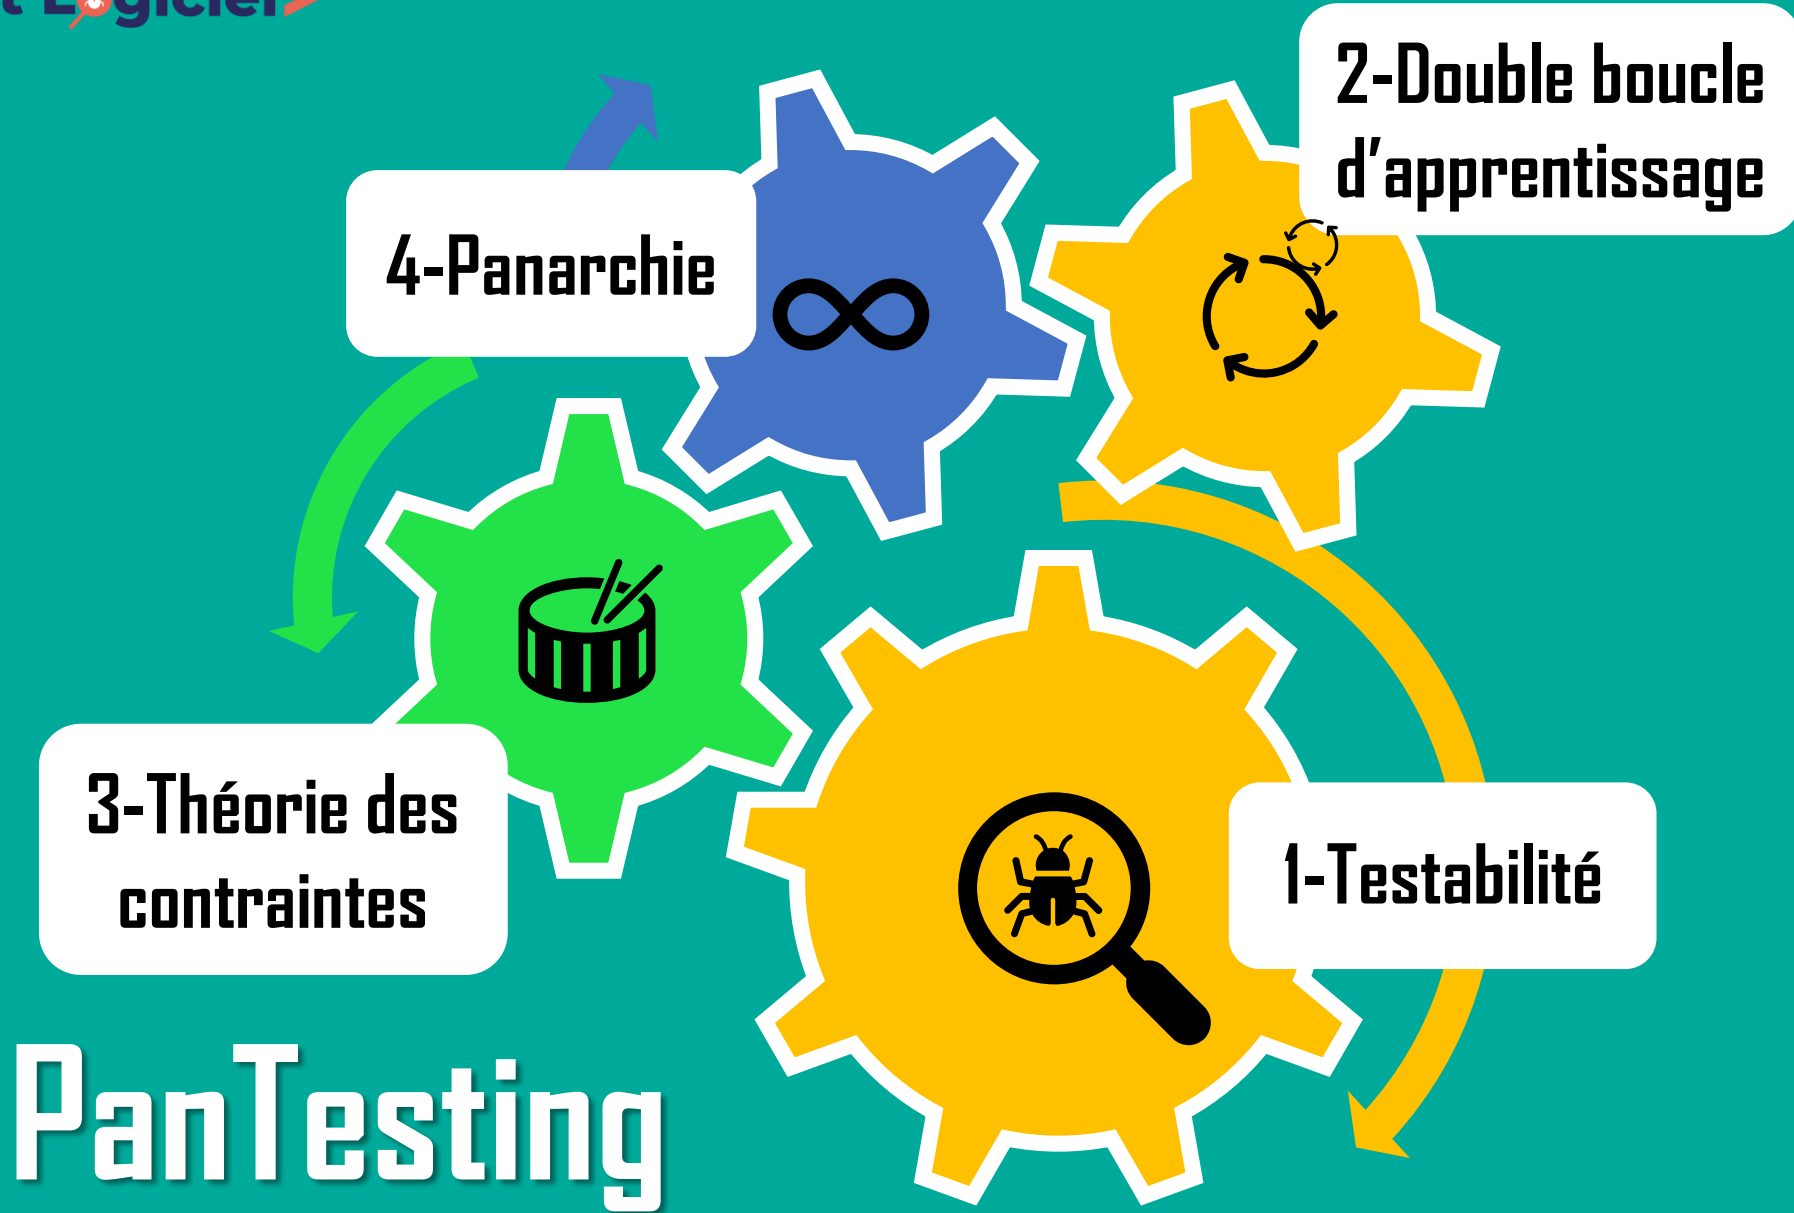 2-Double boucle
d'apprentissage
4-Panarchie
3-Théorie des
contraintes
1-Testabilité
PanTesting